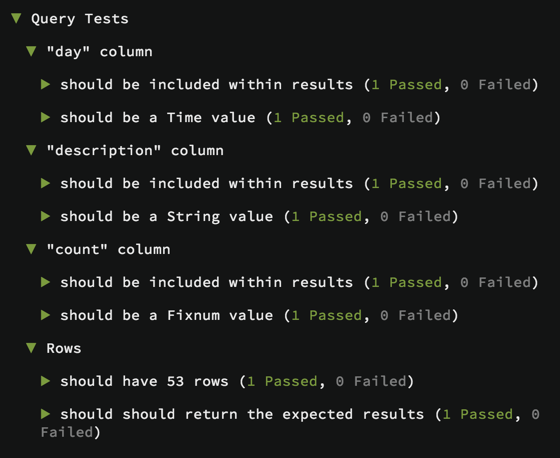 ▼ Query Tests
▼ "day" column
▶ should be included within results (1 Passed, 0 Failed)
▶ should be a Time value (1 Passed, 0 Failed)
▼ "description" column
▶ should be included within results (1 Passed, 0 Failed)
▶ should be a String value (1 Passed, 0 Failed)
▼ "count" column
▶ should be included within results (1 Passed, 0 Failed)
▶ should be a Fixnum value (1 Passed, 0 Failed)
▼ Rows
▶ should have 53 rows (1 Passed, 0 Failed)
▶ should should return the expected results (1 Passed, 0
Failed)